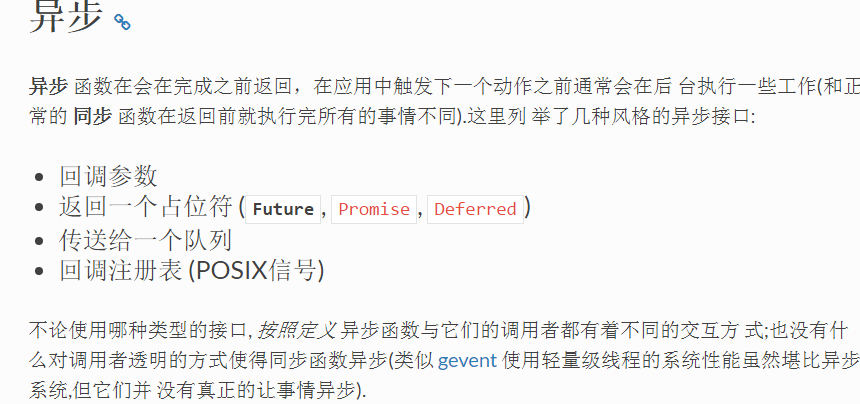 异步
异步 函数在会在完成之前返回，在应用中触发下一个动作之前通常会在后 台执行一些工作(和正
常的 同步 函数在返回前就执行完所有的事情不同).这里列 举了几种风格的异步接口:
回调参数
返回一个占位符 (Future, Promise, Deferred)
传送给一个队列
回调注册表 (POSIX信号)
不论使用哪种类型的接口, 按照定义 异步函数与它们的调用者都有着不同的交互方 式;也没有什
么对调用者透明的方式使得同步函数异步(类似 gevent 使用轻量级线程的系统性能虽然堪比异步
系统,但它们并 没有真正的让事情异步).